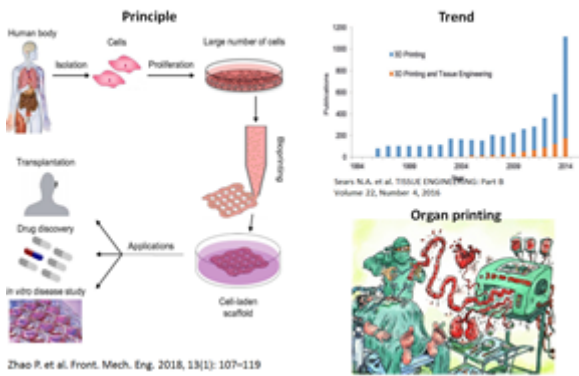 Principle
Human body
Cells
Large number of cells
Isolation
Proliferation
Bioprinting
Transplantation
Drug discovery
Applications
in vitro disease study
Cell-laden
scaffold
Zhao P. et al. Front. Mech. Eng. 2018, 13(1): 107–119
Trend
Publications
1200
1000
800
600
400
200
0
3D Printing
3D Printing and Tissue Engineering
1984
2004
2014
Year
Sears N.A. et al. TISSUE ENGINEERING: Part B
Volume 22, Number 4, 2016
Organ printing